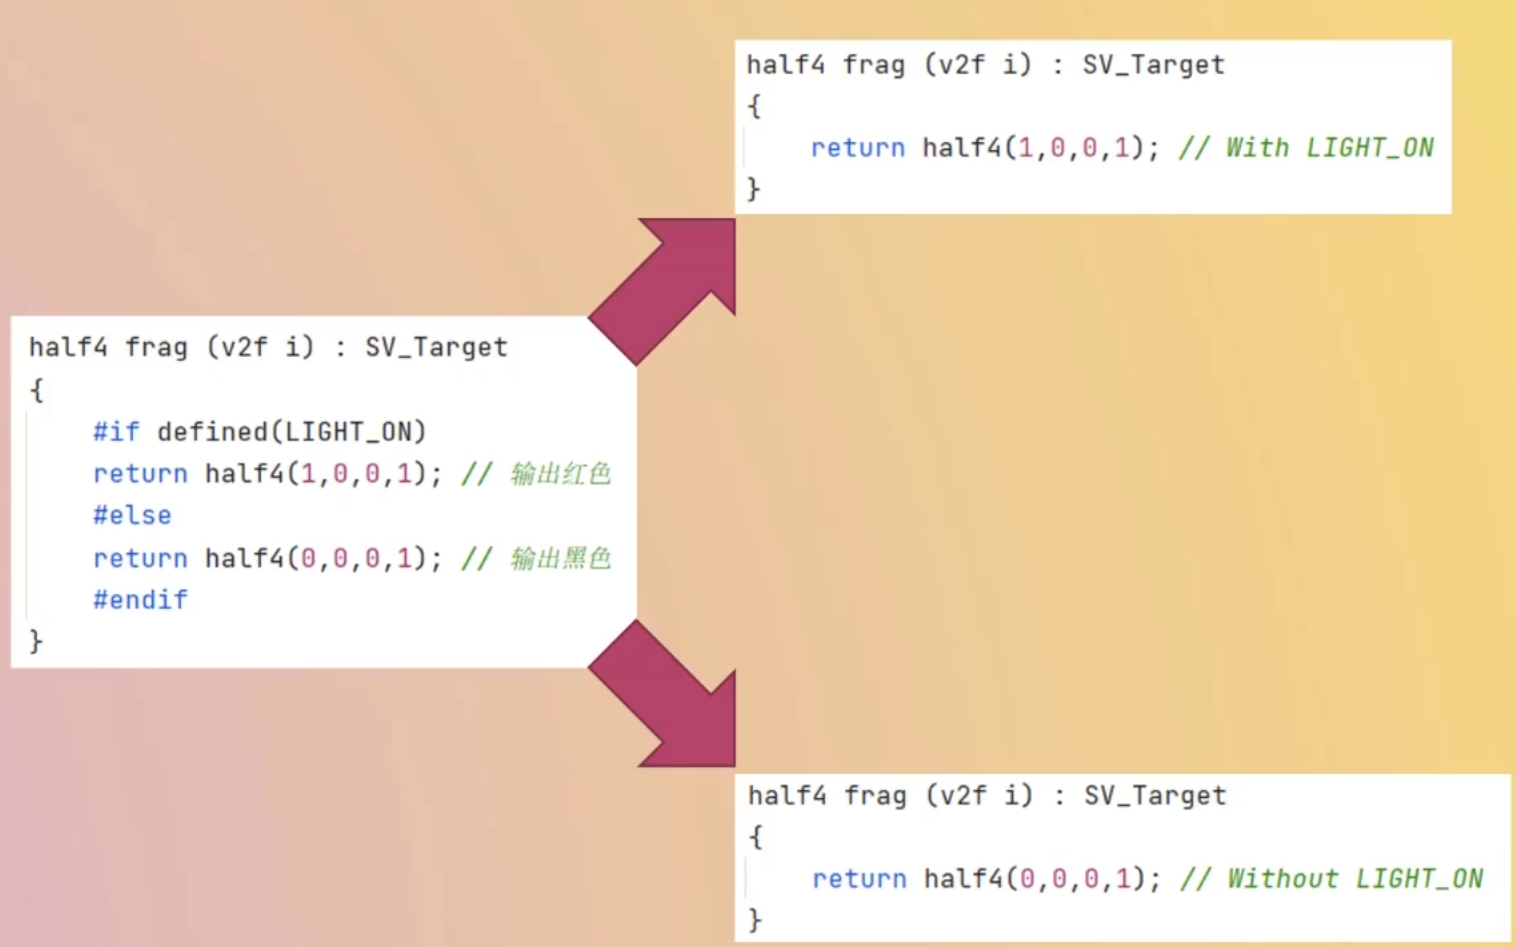 half4 frag (v2f i) : SV_Target
{
#if defined(LIGHT_ON)
return half4(1,0,0,1); // 输出红色
#else
return half4(0,0,0,1); // 输出黑色
#endif
}
half4 frag (v2f i) : SV_Target
{
return half4(1,0,0,1); // With LIGHT_ON
}
half4 frag (v2f i) : SV_Target
{
return half4(0,0,0,1); // Without LIGHT_ON
}